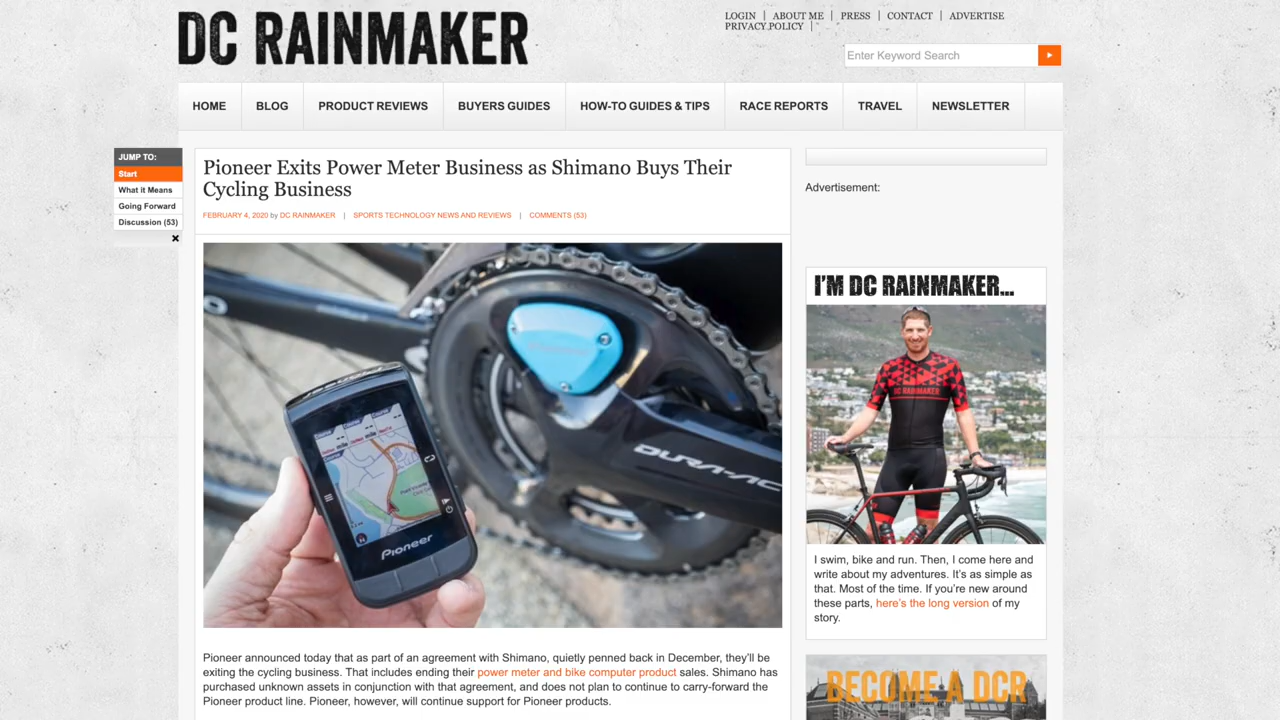 DC RAINMAKER
LOGIN | ABOUT ME | PRESS | CONTACT | ADVERTISE
PRIVACY POLICY |
Enter Keyword Search
HOME BLOG PRODUCT REVIEWS BUYERS GUIDES HOW-TO GUIDES & TIPS RACE REPORTS TRAVEL NEWSLETTER
JUMP TO:
Start
What it Means
Going Forward
Discussion (53)
Pioneer Exits Power Meter Business as Shimano Buys Their
Cycling Business
FEBRUARY 4, 2020 by DC RAINMAKER | SPORTS TECHNOLOGY NEWS AND REVIEWS | COMMENTS (53)
DURA-AC
Pioneer
Pioneer announced today that as part of an agreement with Shimano, quietly penned back in December, they'll be
exiting the cycling business. That includes ending their power meter and bike computer product sales. Shimano has
purchased unknown assets in conjunction with that agreement, and does not plan to continue to carry-forward the
Pioneer product line. Pioneer, however, will continue support for Pioneer products.
Advertisement:
I'M DC RAINMAKER...
DC RAINMAKER
I swim, bike and run. Then, I come here and
write about my adventures. It's as simple as
that. Most of the time. If you're new around
these parts, here's the long version of my
story.
BECOME A DCR